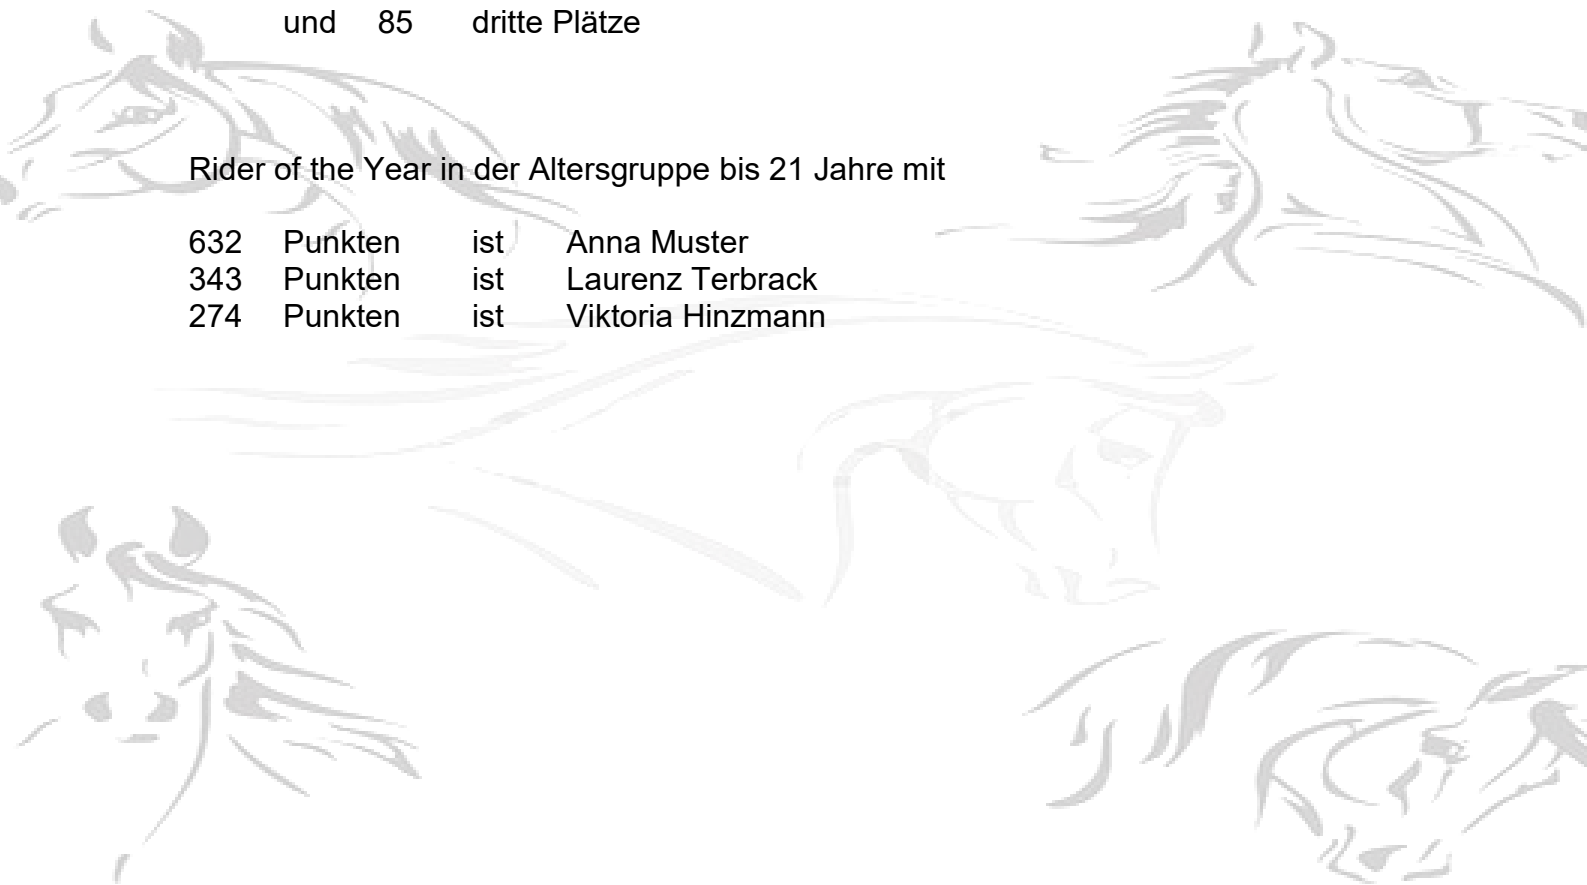 und 85 dritte Plätze
Rider of the Year in der Altersgruppe bis 21 Jahre mit
632 Punkten ist Anna Muster
343 Punkten ist Laurenz Terbrack
274 Punkten ist Viktoria Hinzmann